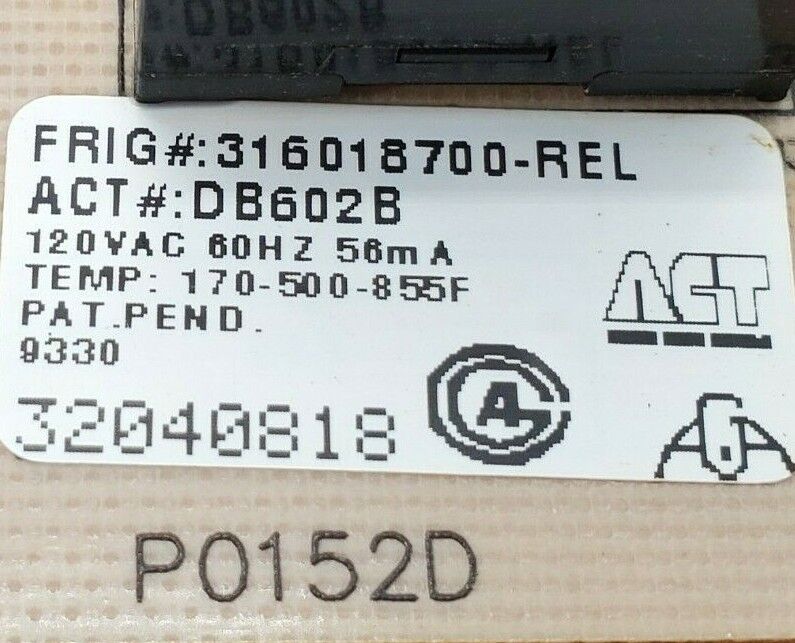 FRIG#:316018700-REL
ACT#:DB602B
120VAC 60HZ 56mA
TEMP: 170-500-855F
PAT.PEND.
9330
ACT
32040818
P0152D